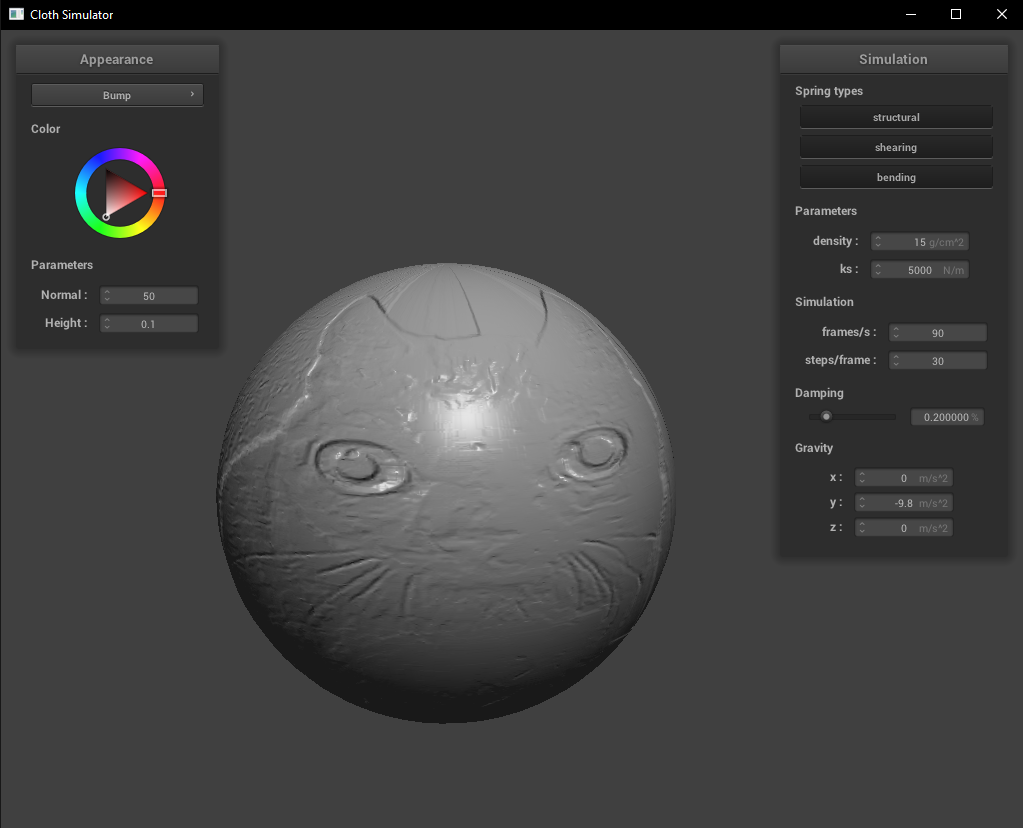 Cloth Simulator
Appearance
Bump
Color
Parameters
Normal : 50
Height : 0.1
Simulation
Spring types
structural
shearing
bending
Parameters
density : 15 g/cm^2
ks : 5000 N/m
Simulation
frames/s : 90
steps/frame : 30
Damping
0.200000 %
Gravity
x : 0 m/s^2
y : -9.8 m/s^2
z : 0 m/s^2